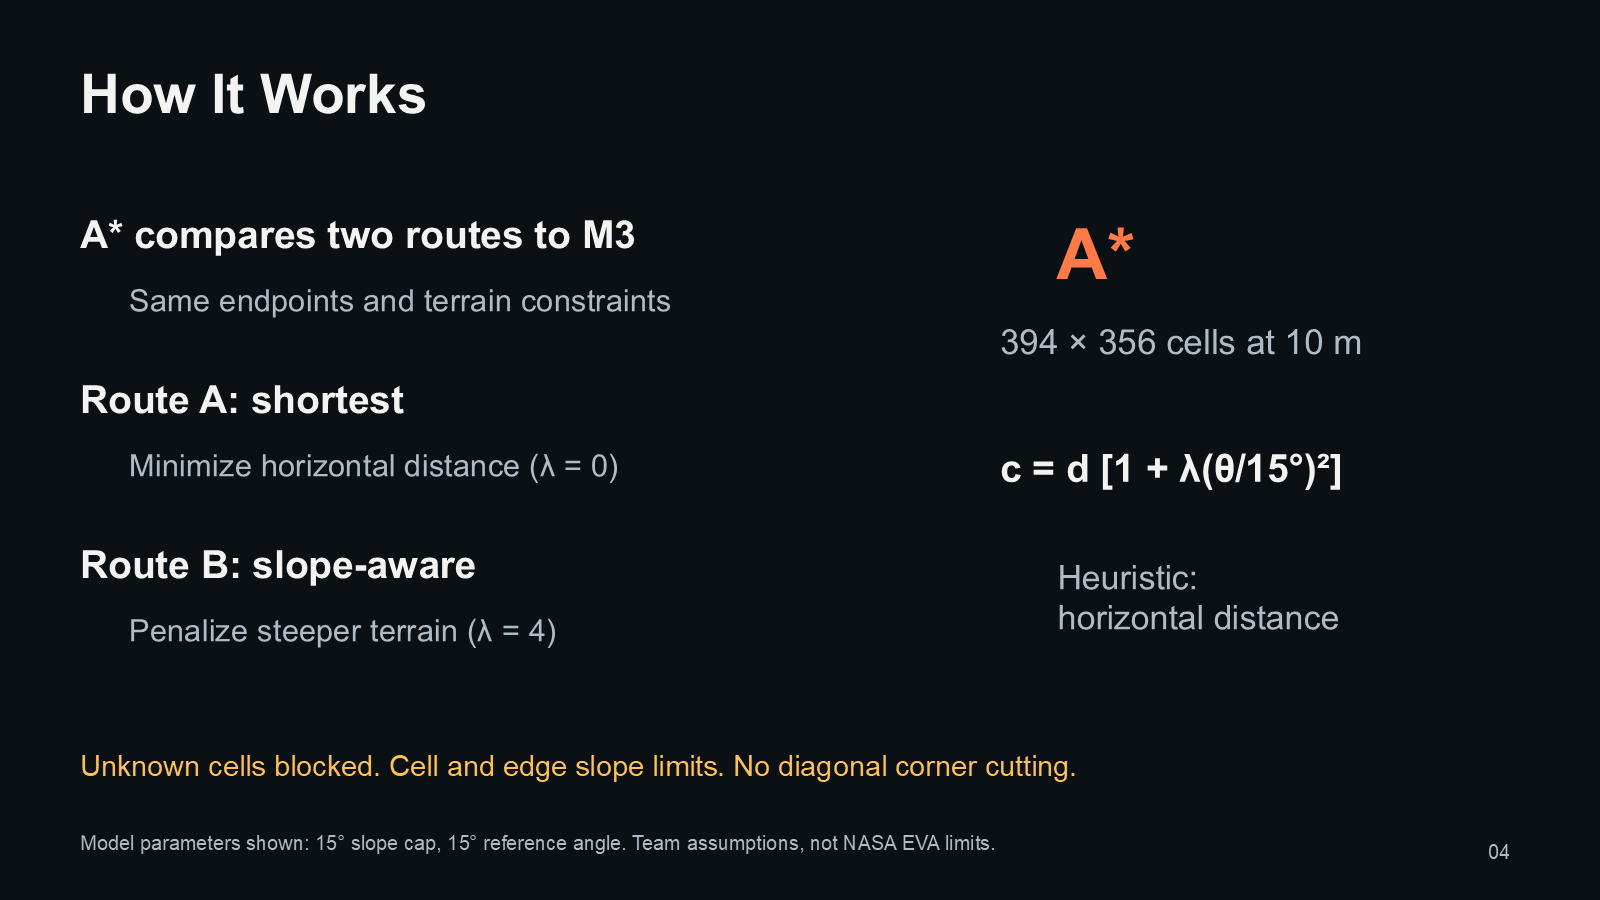 How It Works
A* compares two routes to M3
Same endpoints and terrain constraints
Route A: shortest
Minimize horizontal distance (λ = 0)
Route B: slope-aware
Penalize steeper terrain (λ = 4)
A*
394 × 356 cells at 10 m
c = d [1 + λ(θ/15°)²]
Heuristic:
horizontal distance
Unknown cells blocked. Cell and edge slope limits. No diagonal corner cutting.
Model parameters shown: 15° slope cap, 15° reference angle. Team assumptions, not NASA EVA limits.
04